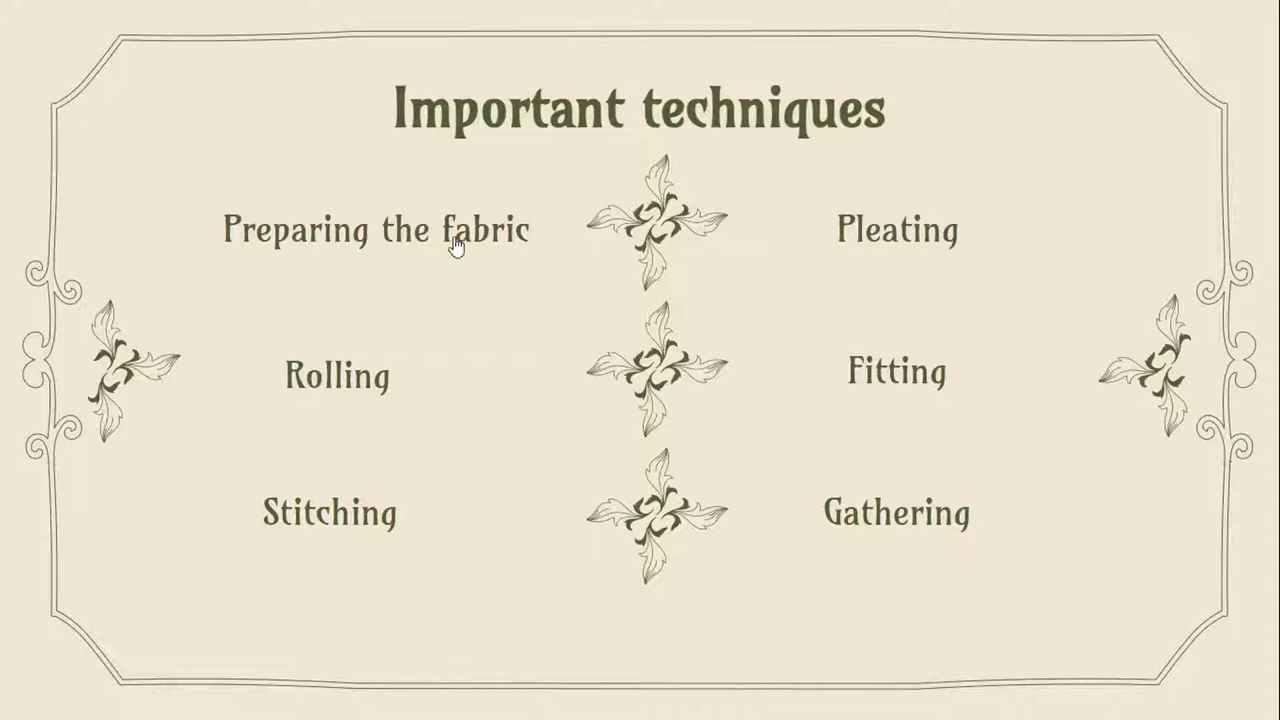 Important techniques
Preparing the fabric
Pleating
Rolling
Fitting
Stitching
Gathering